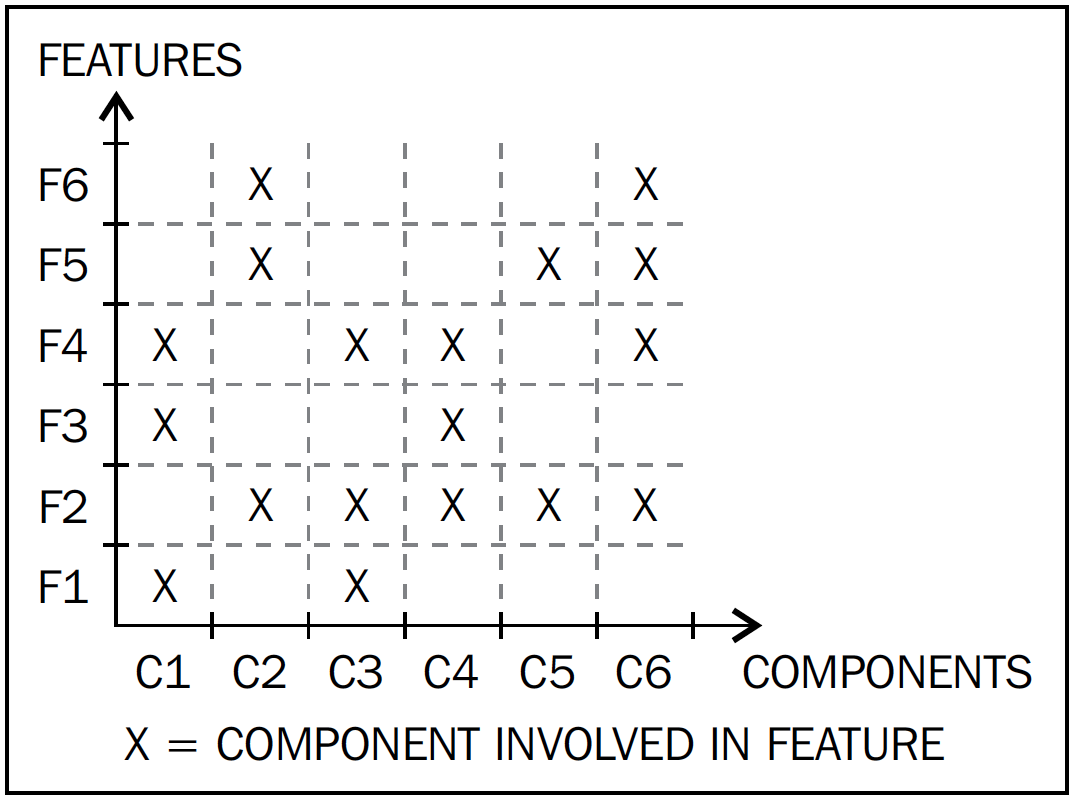 FEATURES
F6 X X
F5 X X X
F4 X X X X
F3 X X
F2 X X X X X
F1 X X
C1 C2 C3 C4 C5 C6 COMPONENTS
X = COMPONENT INVOLVED IN FEATURE